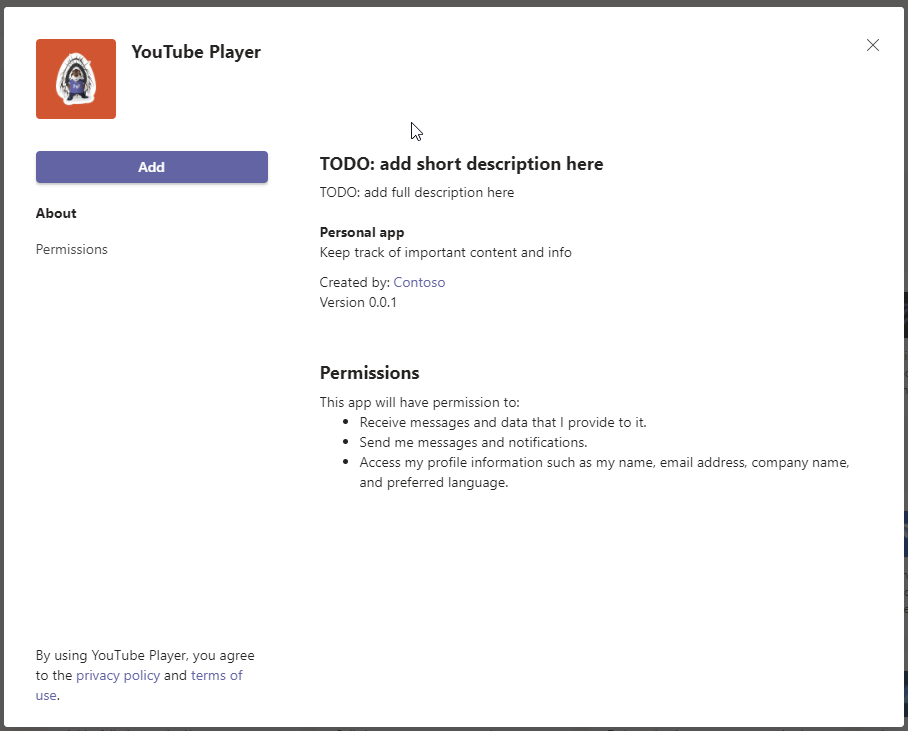 YouTube Player
Add
About
Permissions
TODO: add short description here
TODO: add full description here
Personal app
Keep track of important content and info
Created by: Contoso
Version 0.0.1
Permissions
This app will have permission to:
Receive messages and data that I provide to it.
Send me messages and notifications.
Access my profile information such as my name, email address, company name,
and preferred language.
By using YouTube Player, you agree
to the privacy policy and terms of
use.